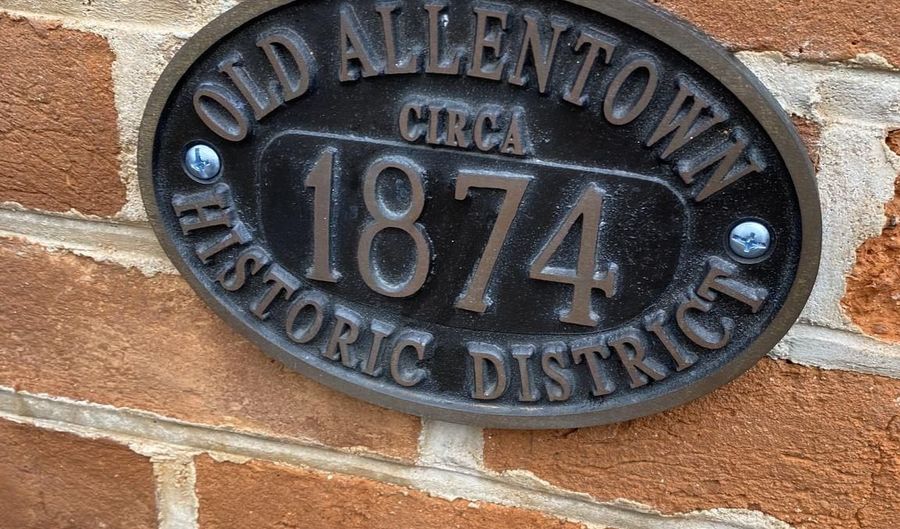 OLD ALLENTOWN
CIRCA
1874
HISTORIC DISTRICT